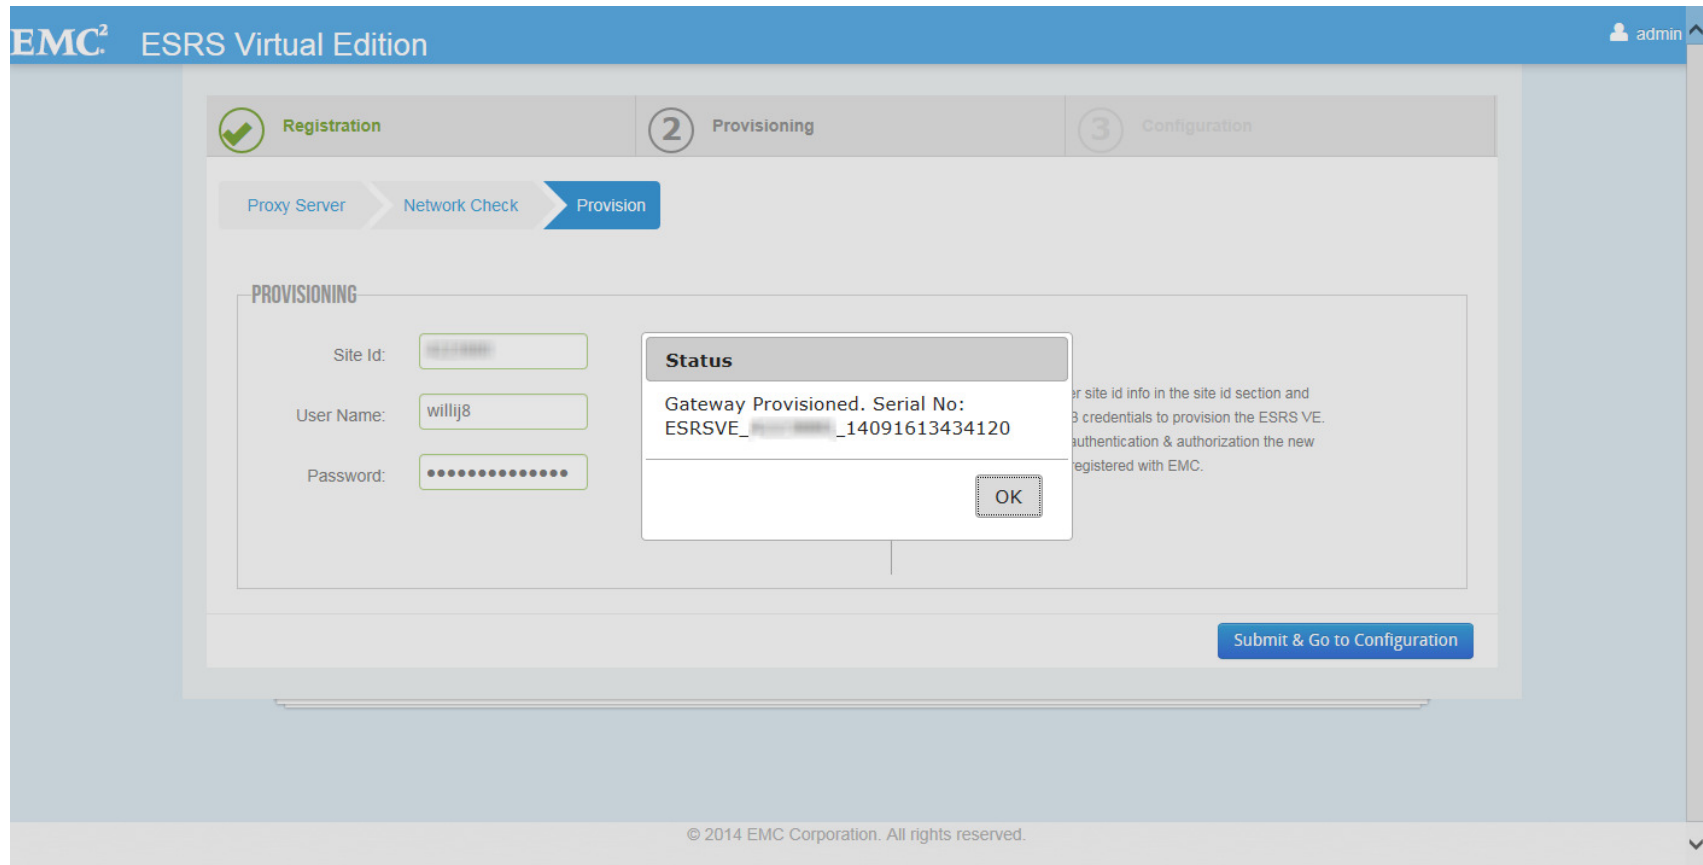 EMC² ESRS Virtual Edition admin
Registration 2 Provisioning 3 Configuration
Proxy Server Network Check Provision
PROVISIONING
Site Id:
User Name: willij8
Password: ••••••••••••••
Status
Gateway Provisioned. Serial No:
ESRSVE_ _14091613434120
OK
site id info in the site id section and
credentials to provision the ESRS VE.
authentication & authorization the new
registered with EMC.
Submit & Go to Configuration
© 2014 EMC Corporation. All rights reserved.